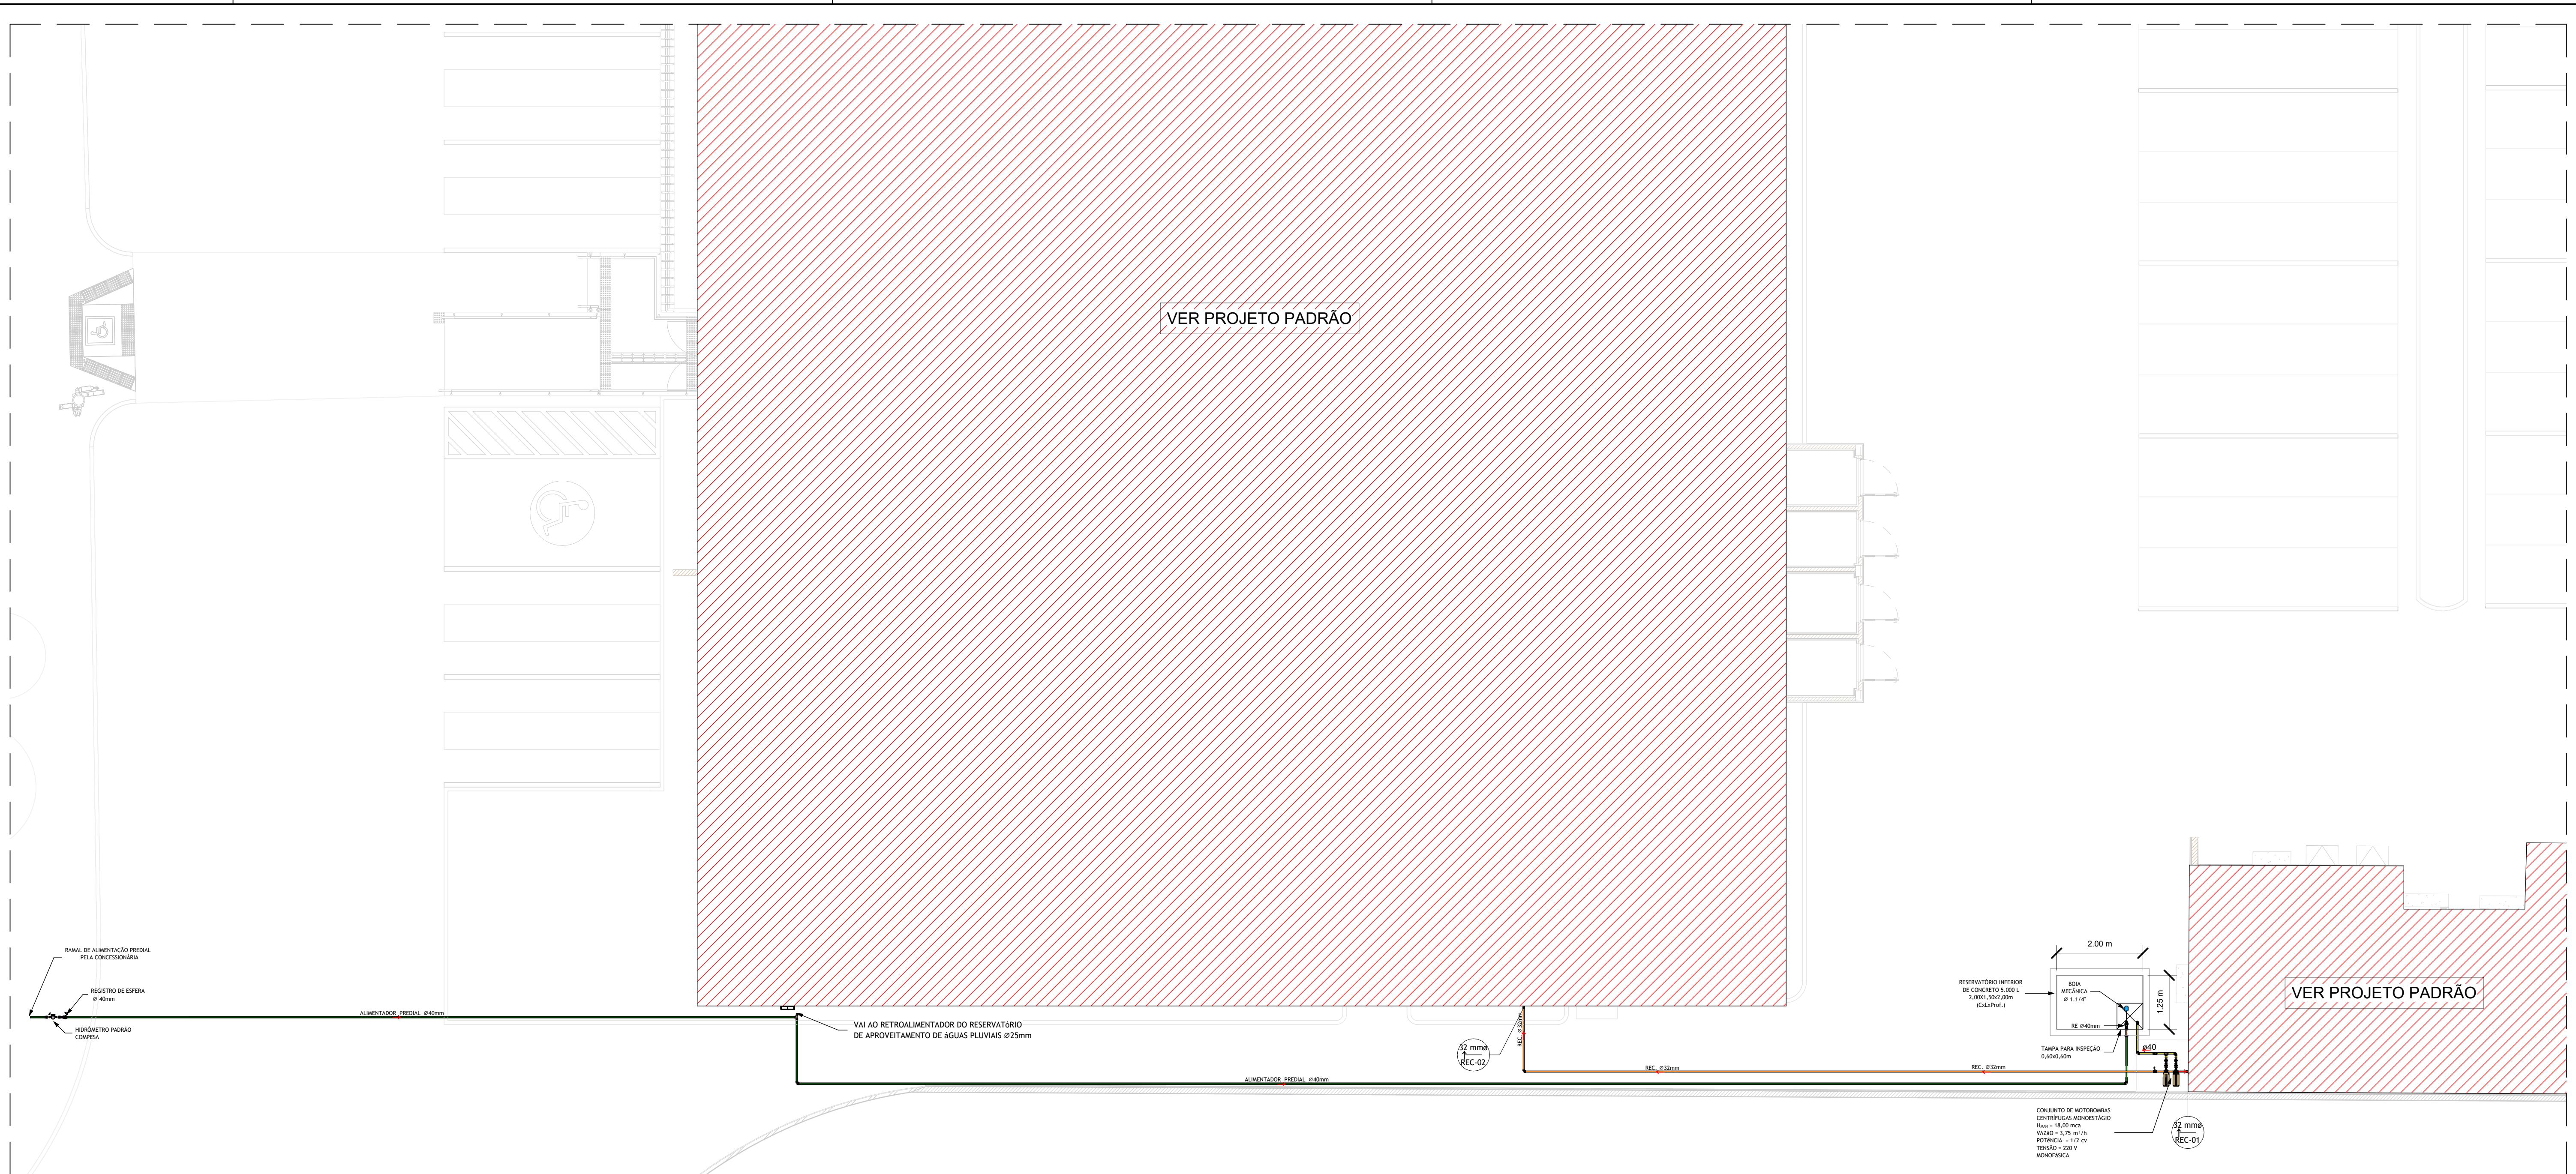 VER PROJETO PADRÃO
RAMAL DE ALIMENTAÇÃO PREDIAL
PELA CONCESSIONÁRIA
REGISTRO DE ESFERA
Ø 40mm
HIDRÔMETRO PADRÃO
COMPESA
ALIMENTADOR PREDIAL Ø40mm
VAI AO RETROALIMENTADOR DO RESERVATóRIO
DE APROVEITAMENTO DE áGUAS PLUVIAIS Ø25mm
ALIMENTADOR PREDIAL Ø40mm
REC. Ø32mm
32 mmø
REC-02
REC. Ø32mm
REC. Ø32mm
2.00 m
1.25 m
RESERVATÓRIO INFERIOR
DE CONCRETO 5.000 L
2,00X1,50x2,00m
(CxLxProf.)
BOIA
MECÂNICA
Ø 1.1/4"
RE Ø40mm
TAMPA PARA INSPEÇÃO
0,60x0,60m
ø40
CONJUNTO DE MOTOBOMBAS
CENTRÍFUGAS MONOESTÁGIO
Hman = 18,00 mca
VAZãO = 3,75 m³/h
POTêNCIA = 1/2 cv
TENSÃO = 220 V
MONOFáSICA
32 mmø
REC-01
VER PROJETO PADRÃO